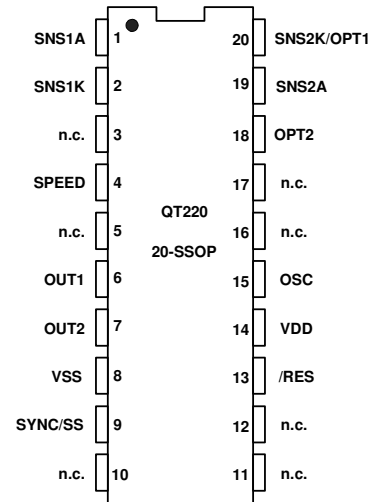 SNS1A 1 20 SNS2K/OPT1
SNS1K 2 19 SNS2A
n.c. 3 18 OPT2
SPEED 4 17 n.c.
QT220
n.c. 5 16 n.c.
20-SSOP
OUT1 6 15 OSC
OUT2 7 14 VDD
VSS 8 13 /RES
SYNC/SS 9 12 n.c.
n.c. 10 11 n.c.